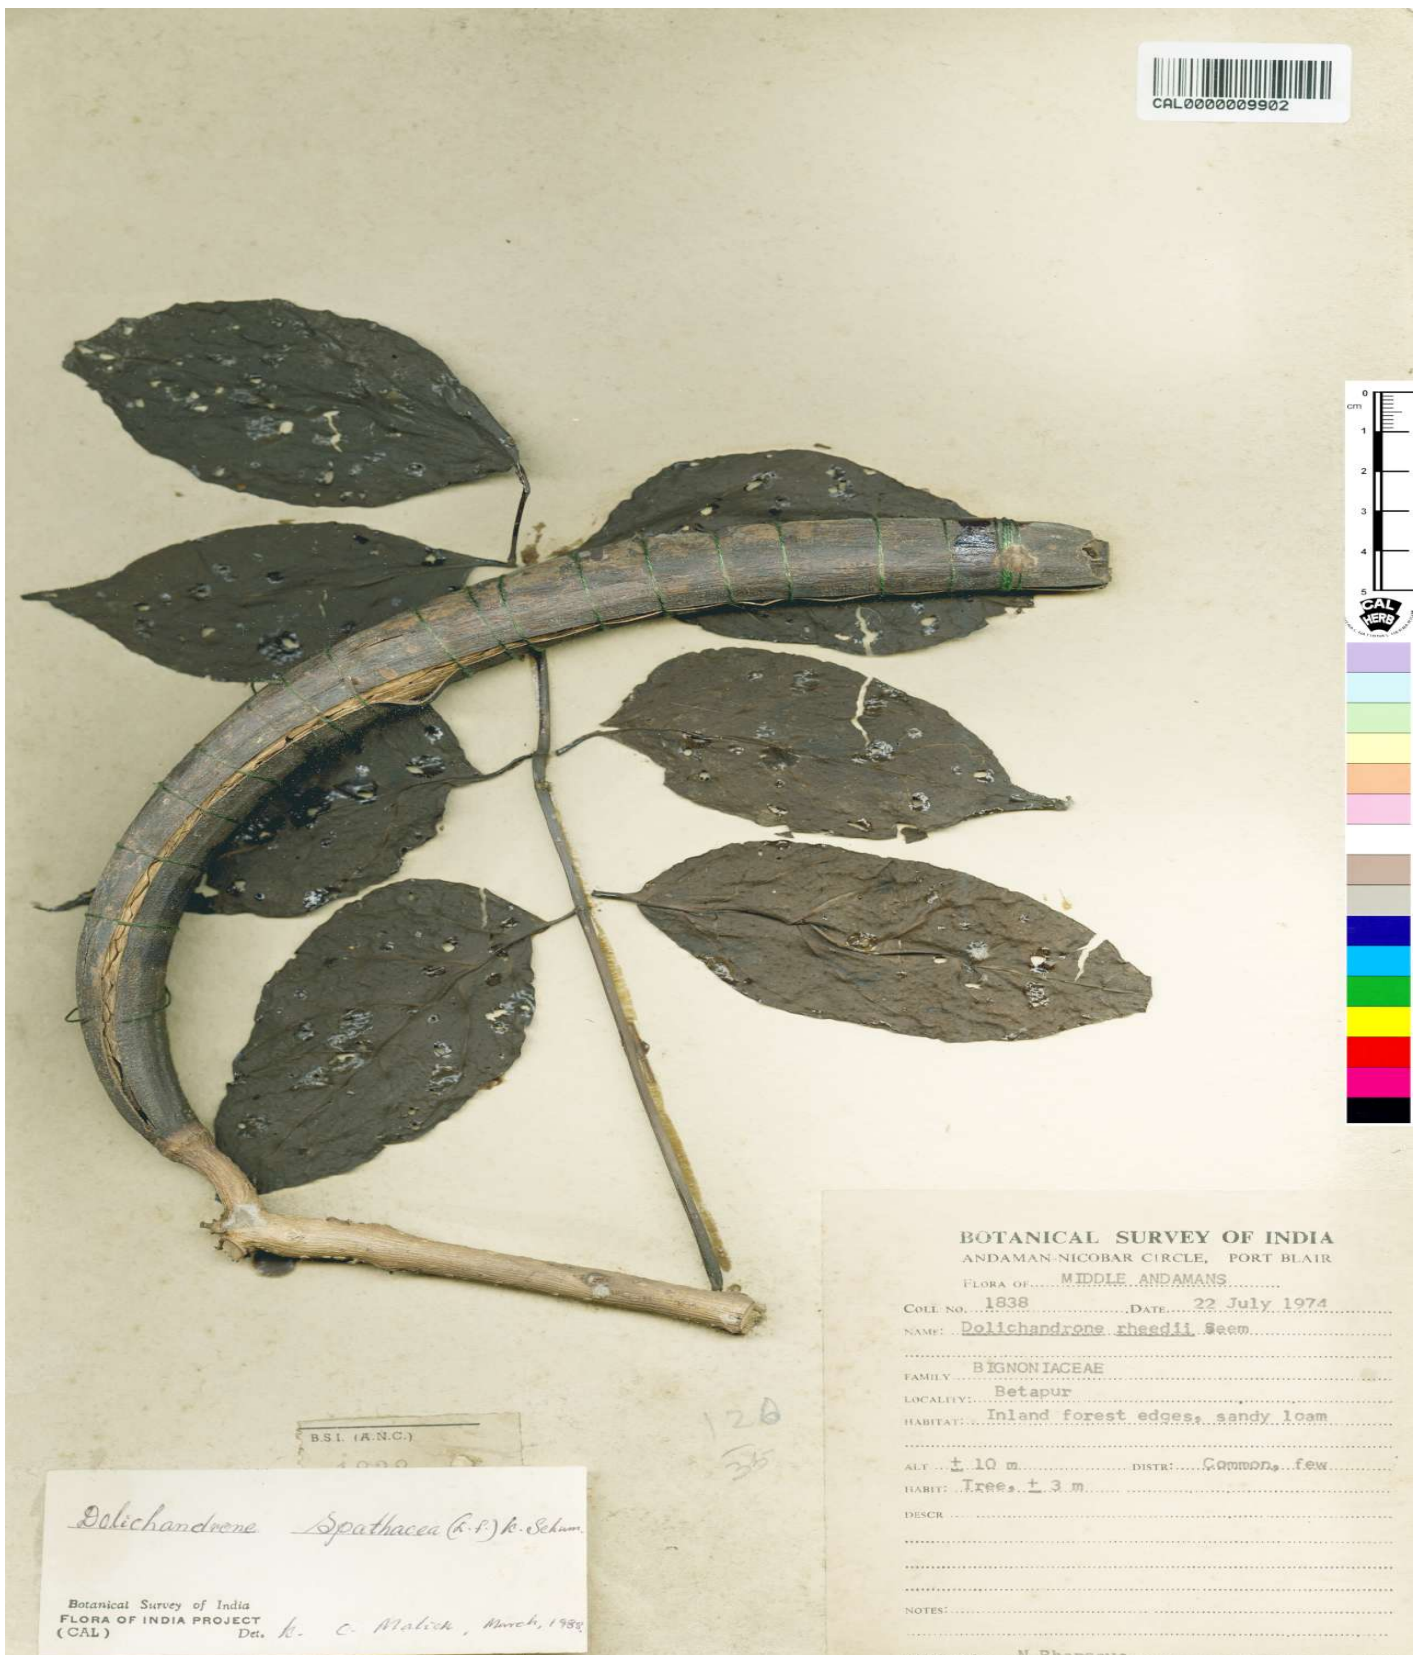 CAL0000009902
0
cm
1
2
3
4
5
CAL
HERB
BOTANICAL SURVEY OF INDIA
ANDAMAN-NICOBAR CIRCLE, PORT BLAIR
FLORA OF MIDDLE ANDAMANS
COLL NO. 1838 DATE 22 July 1974
NAME: Dolichandrone rheedii Seem
FAMILY BIGNONIACEAE
LOCALITY: Betapur
HABITAT: Inland forest edges, sandy loam
ALT ± 10 m DISTR: Common, few
HABIT: Tree, ± 3 m
DESCR
NOTES:
126
35
B.S.I. (A.N.C.)
Dolichandrone Spathacea (L.f.) K. Schum.
Botanical Survey of India
FLORA OF INDIA PROJECT
(CAL) Det. K. C. Malick, March,